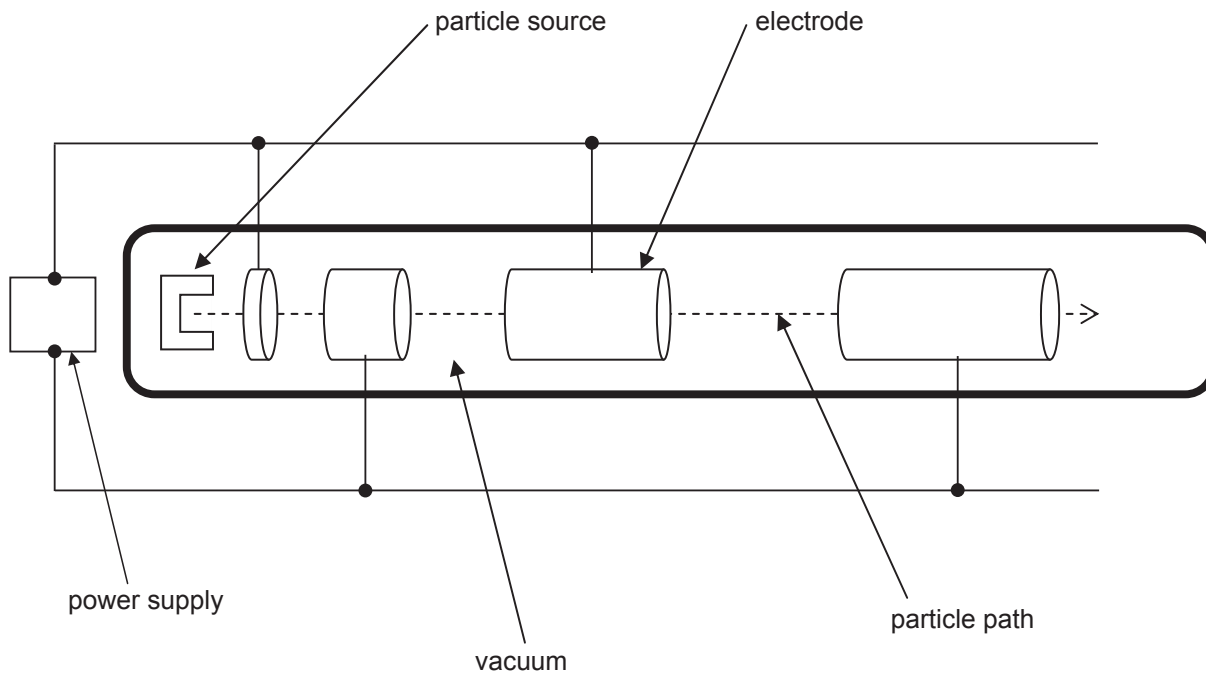 particle source
electrode
power supply
particle path
vacuum